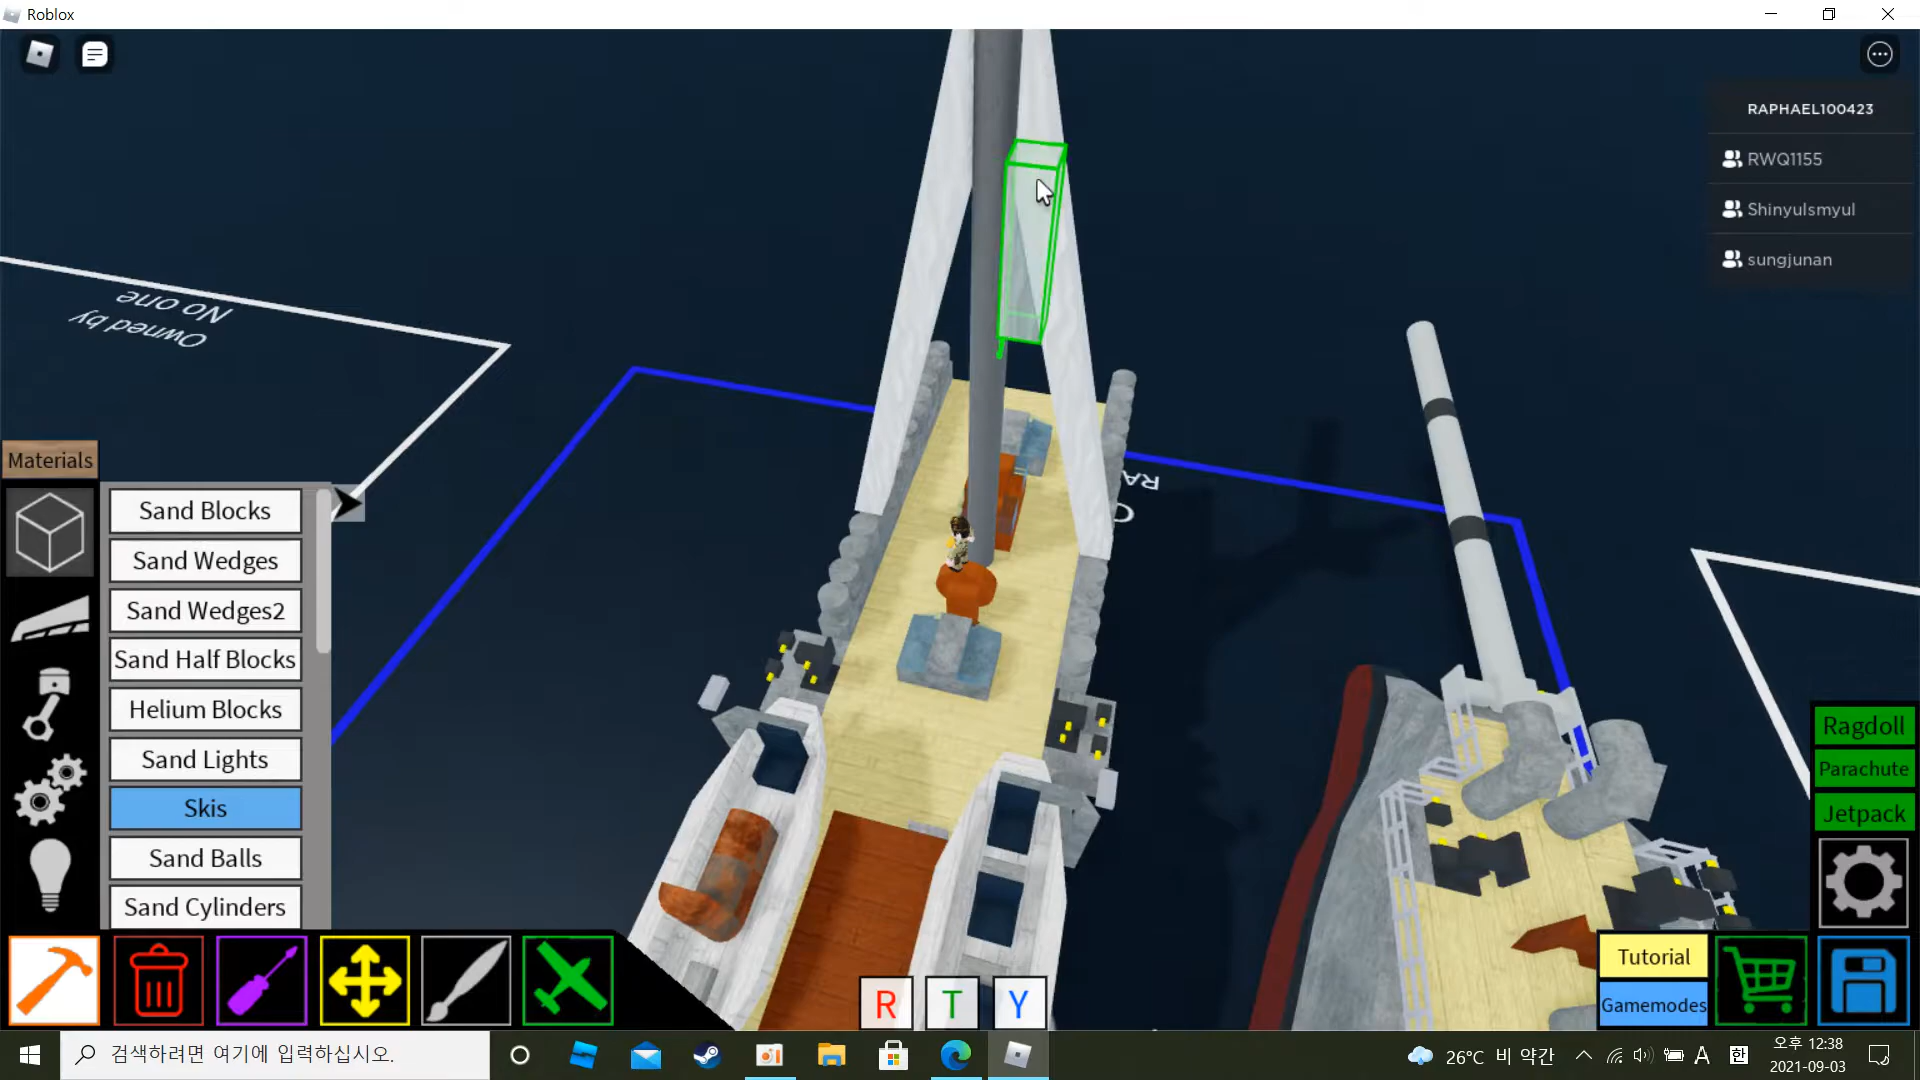 Roblox
RAPHAEL100423
RWQ1155
Shinyulsmyul
sungjunan
Owned by
No one
RA
Materials
Sand Blocks
Sand Wedges
Sand Wedges2
Sand Half Blocks
Helium Blocks
Sand Lights
Skis
Sand Balls
Sand Cylinders
Ragdoll
Parachute
Jetpack
Tutorial
Gamemodes
R
T
Y
검색하려면 여기에 입력하십시오.
26°C 비 약간
A
한
오후 12:38
2021-09-03